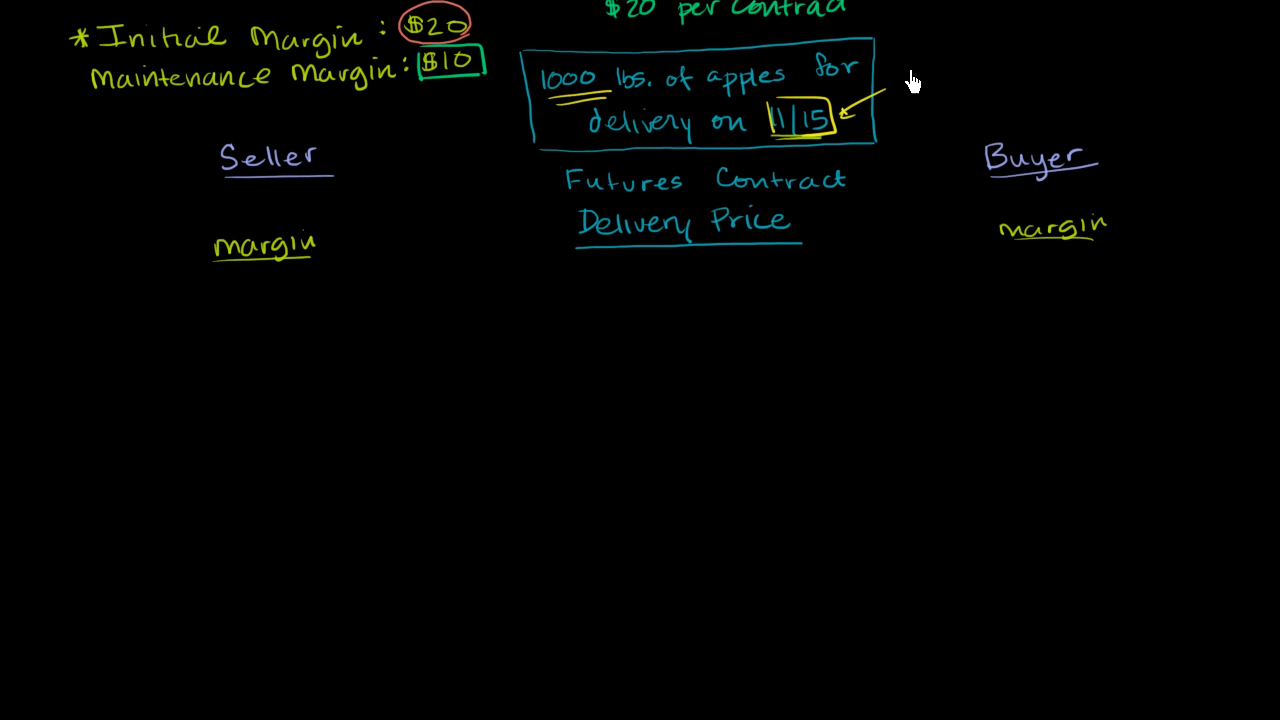 $20 per contract
* Initial Margin: $20
Maintenance Margin: $10
1000 lbs. of apples for
delivery on 11/15
Seller
Futures Contract
Buyer
Delivery Price
margin
margin